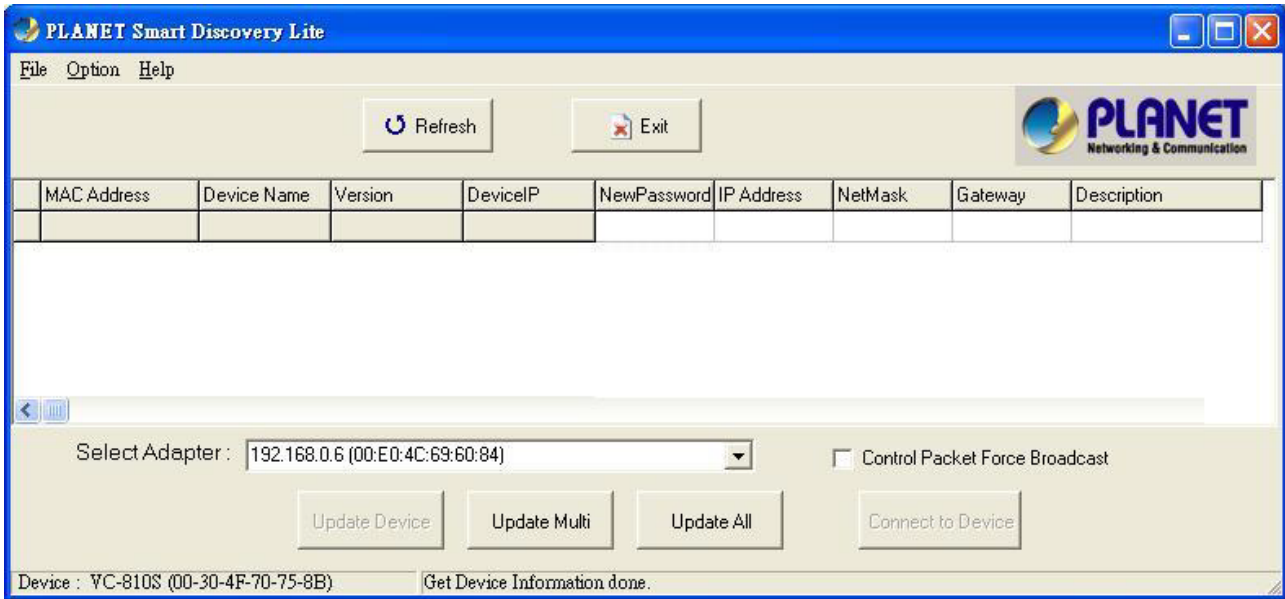 PLANET Smart Discovery Lite
File Option Help
Refresh Exit
PLANET
Networking & Communication
MAC Address Device Name Version DeviceIP NewPassword IP Address NetMask Gateway Description
Select Adapter : 192.168.0.6 (00:E0:4C:69:60:84) Control Packet Force Broadcast
Update Device Update Multi Update All Connect to Device
Device : VC-810S (00-30-4F-70-75-8B) Get Device Information done.